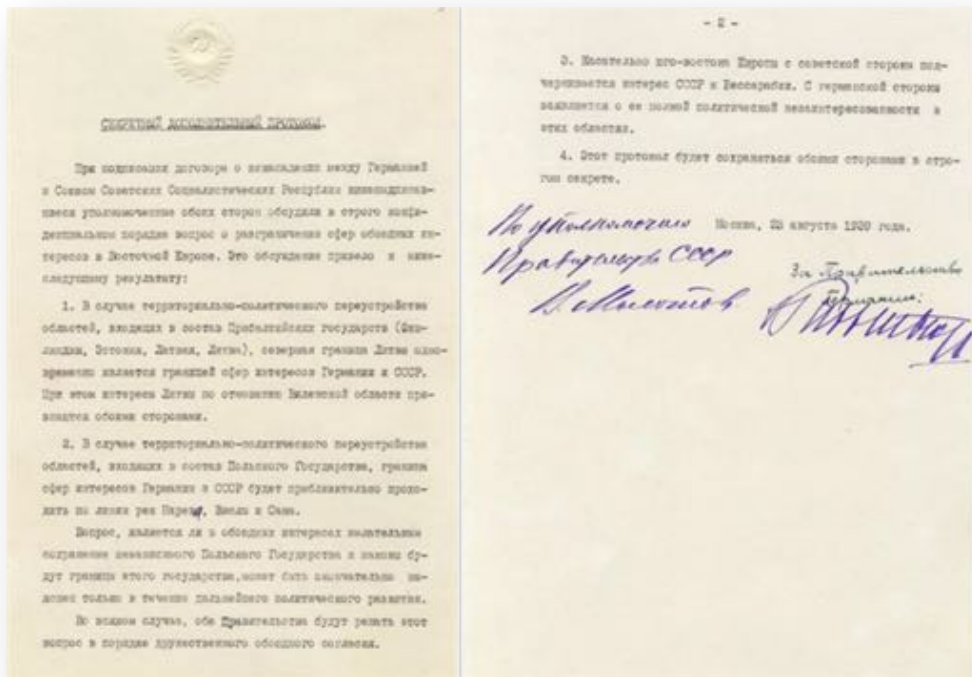 СЕКРЕТНЫЙ ДОПОЛНИТЕЛЬНЫЙ ПРОТОКОЛ.
При подписании договора о ненападении между Германией
и Союзом Советских Социалистических Республик нижеподписав-
шиеся уполномоченные обеих сторон обсудили в строго конфи-
денциальном порядке вопрос о разграничении сфер обоюдных ин-
тересов в Восточной Европе. Это обсуждение привело к ниже-
следующему результату:
1. В случае территориально-политического переустройства
областей, входящих в состав Прибалтийских государств (Фин-
ляндия, Эстония, Латвия, Литва), северная граница Литвы одно-
временно является границей сфер интересов Германии и СССР.
При этом интересы Литвы по отношению Виленской области при-
знаются обоими сторонами.
2. В случае территориально-политического переустройства
областей, входящих в состав Польского Государства, граница
сфер интересов Германии и СССР будет приблизительно прохо-
дить по линии рек Нарева, Вислы и Сана.
Вопрос, является ли в обоюдных интересах желательным
сохранение независимого Польского Государства и каковы бу-
дут границы этого государства, может быть окончательно вы-
яснен только в течение дальнейшего политического развития.
Во всяком случае, оба Правительства будут решать этот
вопрос в порядке дружественного обоюдного согласия.
- 2 -
3. Касательно юго-востока Европы с советской стороны под-
черкивается интерес СССР к Бессарабии. С германской стороны
заявляется о ее полной политической незаинтересованности в
этих областях.
4. Этот протокол будет сохраняться обоими сторонами в стро-
гом секрете.
Москва, 23 августа 1939 года.
По уполномочию
Правительства СССР
В. Молотов
За Правительство
Германии: